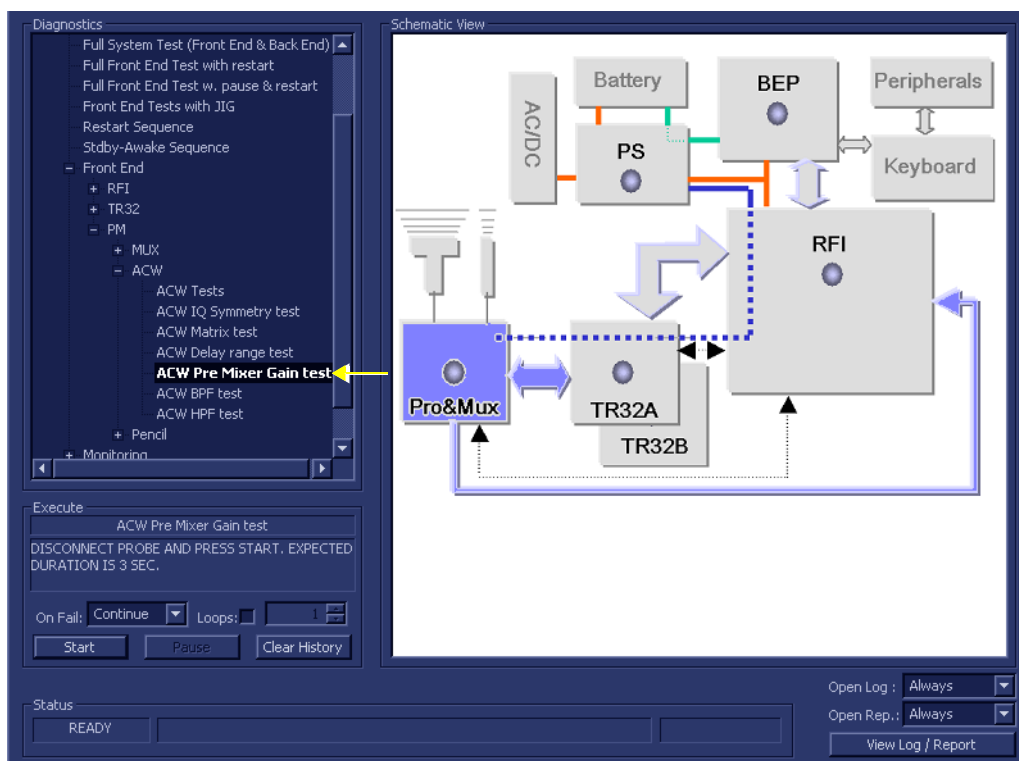 Diagnostics
Full System Test (Front End & Back End)
Full Front End Test with restart
Full Front End Test w. pause & restart
Front End Tests with JIG
Restart Sequence
Stdby-Awake Sequence
Front End
RFI
TR32
PM
MUX
ACW
ACW Tests
ACW IQ Symmetry test
ACW Matrix test
ACW Delay range test
ACW Pre Mixer Gain test
ACW BPF test
ACW HPF test
Pencil
Monitoring
Execute
ACW Pre Mixer Gain test
DISCONNECT PROBE AND PRESS START. EXPECTED
DURATION IS 3 SEC.
On Fail: Continue Loops: 1
Start Pause Clear History
Schematic View
Battery
BEP
Peripherals
AC/DC
PS
Keyboard
RFI
Pro&Mux
TR32A
TR32B
Status
READY
Open Log : Always
Open Rep.: Always
View Log / Report